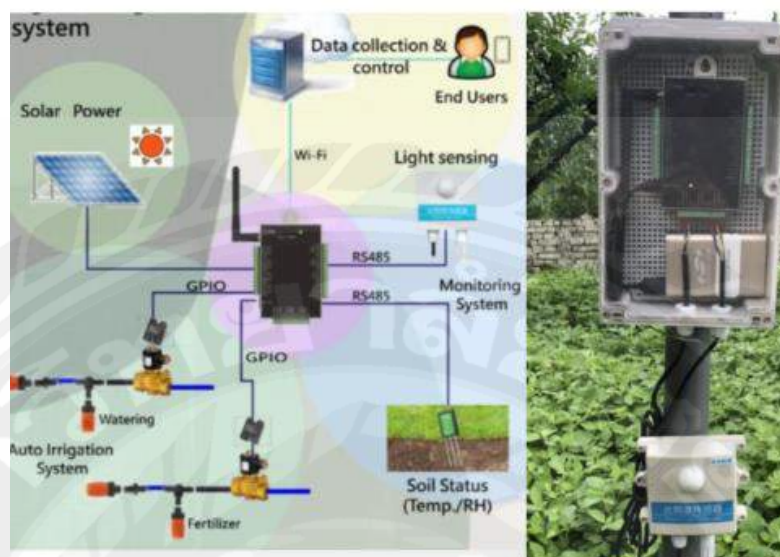 system
Data collection &
control
End Users
Solar Power
Wi-Fi
Light sensing
RS485
Monitoring
System
GPIO
RS485
GPIO
Watering
Auto Irrigation
System
Fertilizer
Soil Status
(Temp./RH)